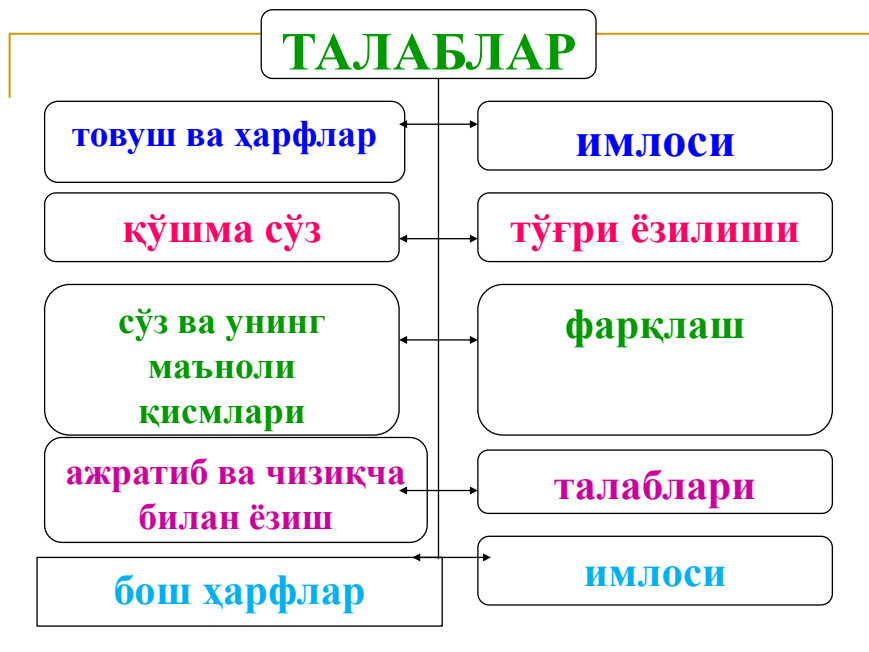 ТАЛАБЛАР
товуш ва ҳарфлар
имлоси
қўшма сўз
тўғри ёзилиши
сўз ва унинг
маъноли
қисмлари
фарқлаш
ажратиб ва чизиқча
билан ёзиш
талаблари
бош ҳарфлар
имлоси